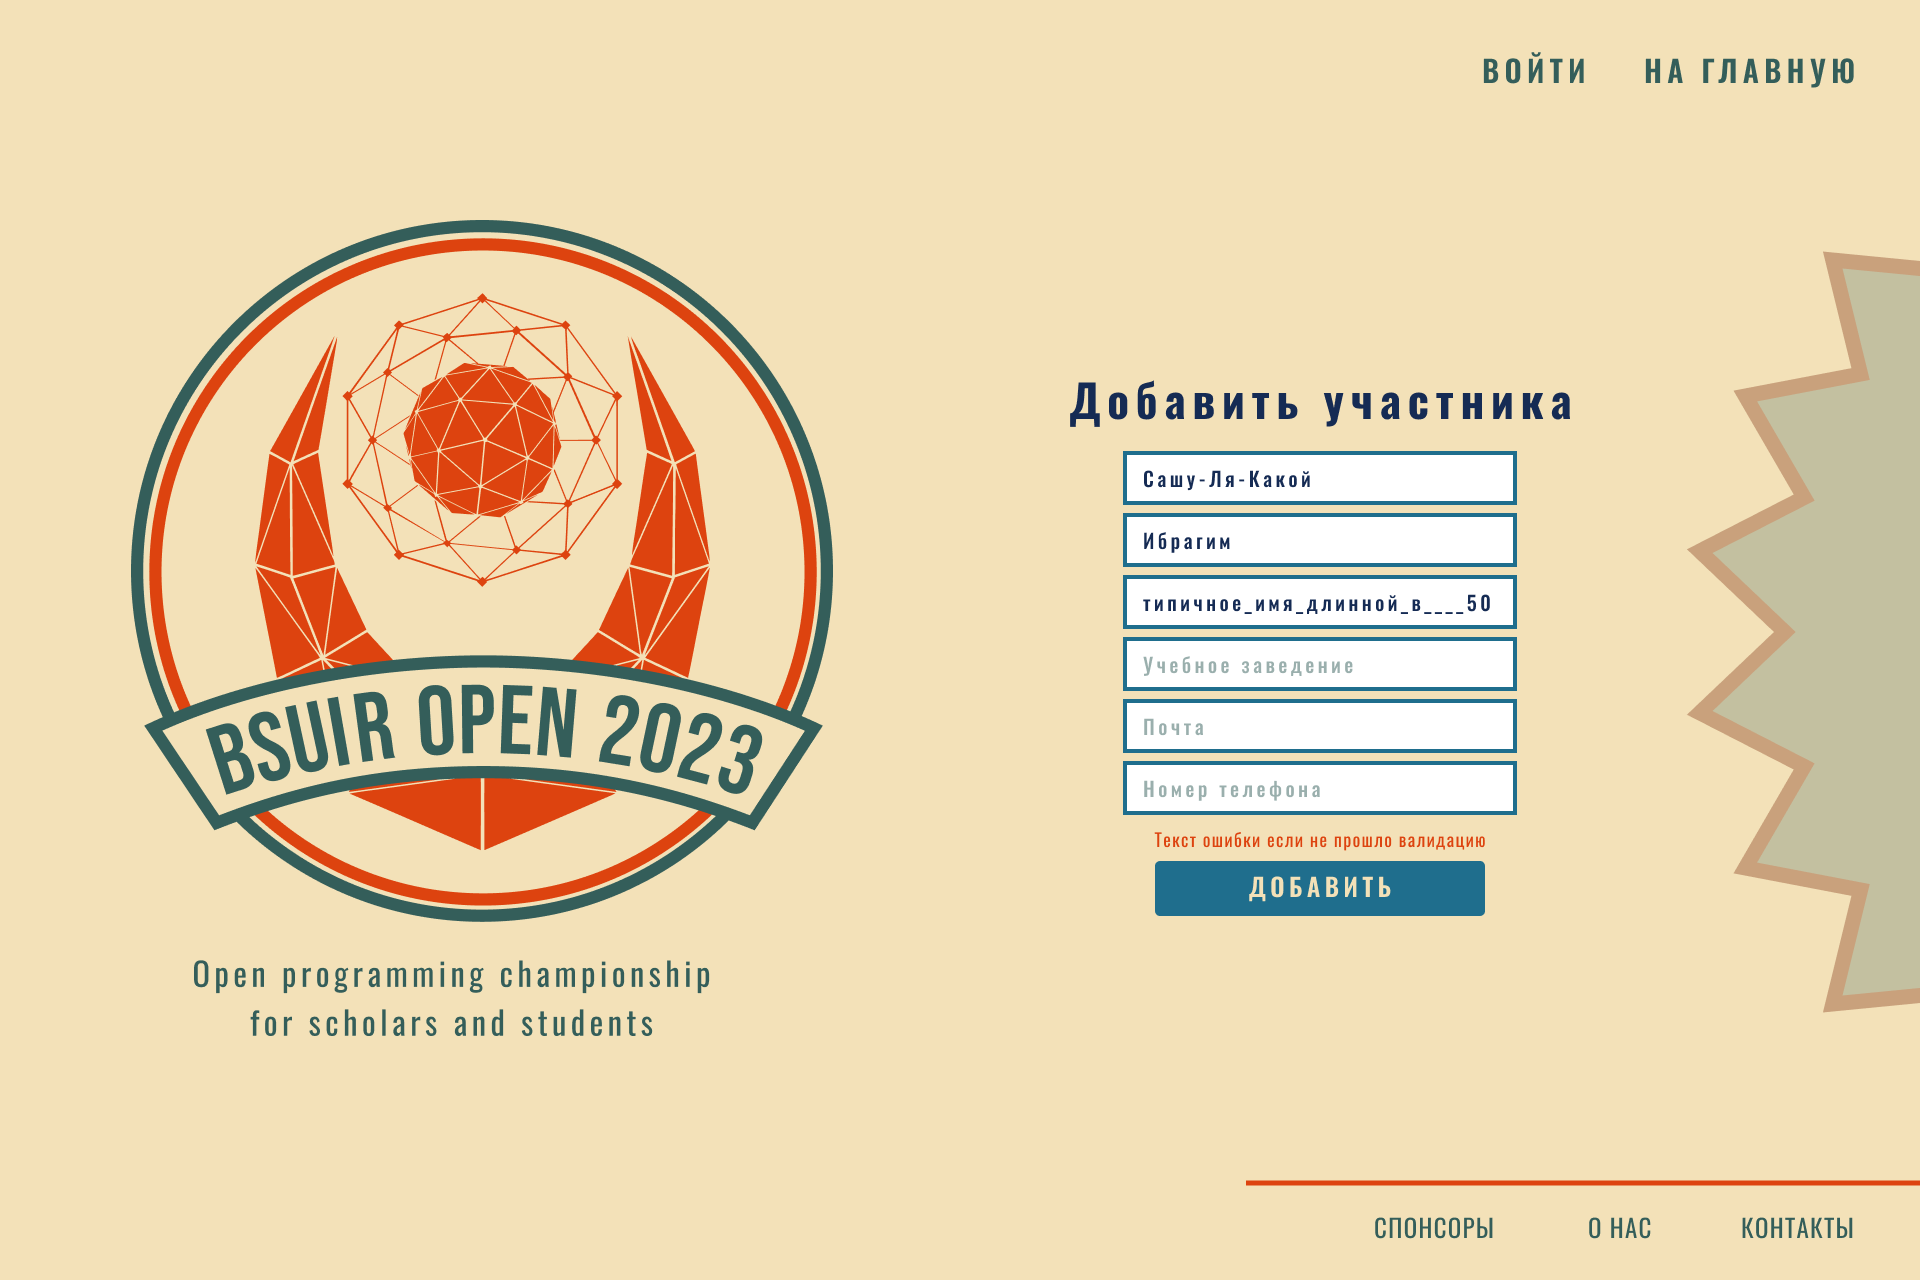 ВОЙТИ НА ГЛАВНУЮ
BSUIR OPEN 2023
Open programming championship
for scholars and students
Добавить участника
Сашу-Ля-Какой
Ибрагим
типичное_имя_длинной_в____50
Учебное заведение
Почта
Номер телефона
Текст ошибки если не прошло валидацию
ДОБАВИТЬ
СПОНСОРЫ О НАС КОНТАКТЫ